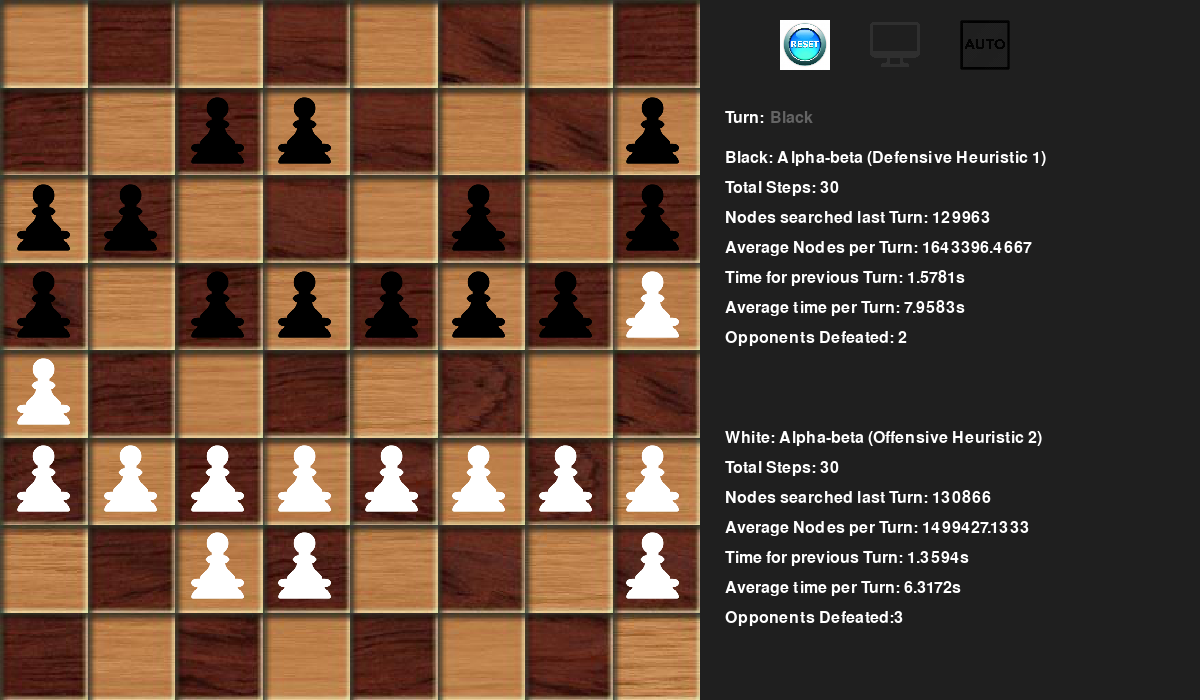 RESET
AUTO
Turn: Black
Black: Alpha-beta (Defensive Heuristic 1)
Total Steps: 30
Nodes searched last Turn: 129963
Average Nodes per Turn: 1643396.4667
Time for previous Turn: 1.5781s
Average time per Turn: 7.9583s
Opponents Defeated: 2
White: Alpha-beta (Offensive Heuristic 2)
Total Steps: 30
Nodes searched last Turn: 130866
Average Nodes per Turn: 1499427.1333
Time for previous Turn: 1.3594s
Average time per Turn: 6.3172s
Opponents Defeated:3